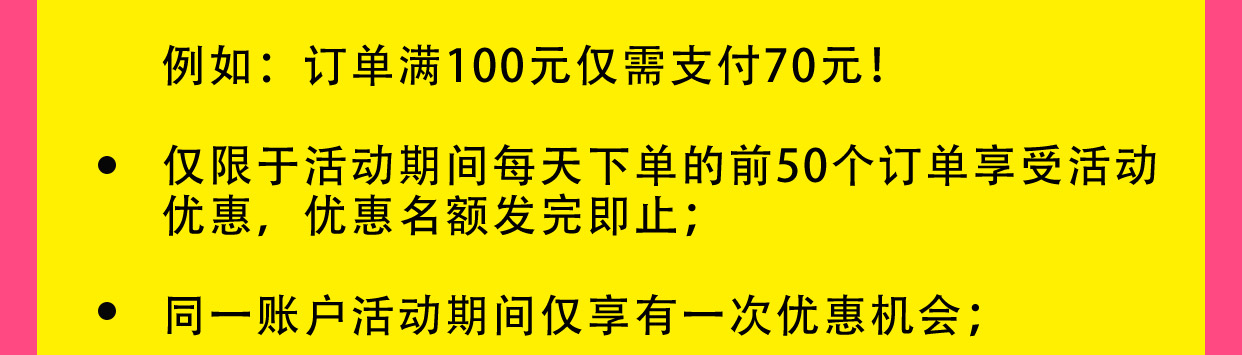 例如：订单满100元仅需支付70元！
● 仅限于活动期间每天下单的前50个订单享受活动
优惠，优惠名额发完即止；
● 同一账户活动期间仅享有一次优惠机会；